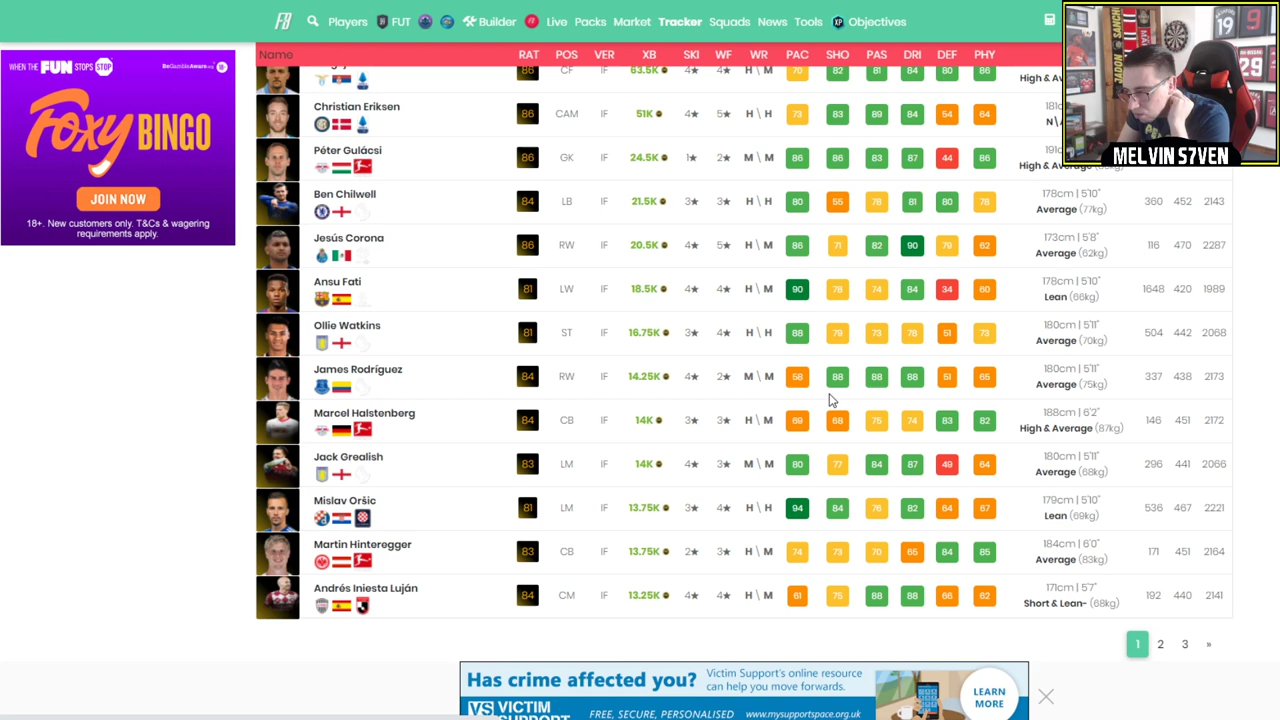 FB Players FUT Builder Live Packs Market Tracker Squads News Tools XP Objectives
WHEN THE FUN STOPS STOP BeGambleAware.org 18+
FOXY BINGO
JOIN NOW
18+. New customers only. T&Cs & wagering
requirements apply.
Name RAT POS VER XB SKI WF WR PAC SHO PAS DRI DEF PHY
86 CF IF 63.5K 4★ 4★ H \ M 70 82 81 84 80 86 High & Ave
Christian Eriksen 86 CAM IF 51K 4★ 5★ H \ H 73 83 89 84 54 64 181c
N\A
Péter Gulácsi 86 GK IF 24.5K 1★ 2★ M \ M 86 86 83 87 44 86 191c
High & Average
Ben Chilwell 84 LB IF 21.5K 3★ 3★ H \ M 80 55 78 81 80 78 178cm | 5'10" 360 452 2143
Average (77kg)
Jesús Corona 86 RW IF 20.5K 4★ 5★ H \ M 86 71 82 90 79 62 173cm | 5'8" 116 470 2287
Average (62kg)
Ansu Fati 81 LW IF 18.5K 4★ 4★ H \ M 90 78 74 84 34 60 178cm | 5'10" 1648 420 1989
Lean (66kg)
Ollie Watkins 81 ST IF 16.75K 3★ 4★ H \ H 88 79 73 78 51 73 180cm | 5'11" 504 442 2068
Average (70kg)
James Rodríguez 84 RW IF 14.25K 4★ 2★ M \ M 58 88 88 88 51 65 180cm | 5'11" 337 438 2173
Average (75kg)
Marcel Halstenberg 84 CB IF 14K 3★ 3★ H \ M 69 68 75 74 83 82 188cm | 6'2" 146 451 2172
High & Average (87kg)
Jack Grealish 83 LM IF 14K 4★ 3★ M \ M 80 77 84 87 49 64 180cm | 5'11" 296 441 2066
Average (68kg)
Mislav Oršic 81 LM IF 13.75K 3★ 4★ H \ H 94 84 76 82 64 67 179cm | 5'10" 536 467 2221
Lean (69kg)
Martin Hinteregger 83 CB IF 13.75K 2★ 3★ H \ M 74 73 70 65 84 85 184cm | 6'0" 171 451 2164
Average (83kg)
Andrés Iniesta Luján 84 CM IF 13.25K 4★ 4★ H \ M 61 75 88 88 66 62 171cm | 5'7" 192 440 2141
Short & Lean- (68kg)
1 2 3 »
Has crime affected you? Victim Support's online resource
can help you move forwards.
VS VICTIM
SUPPORT FREE, SECURE, PERSONALISED www.mysupportspace.org.uk
LEARN
MORE
JADON SANCHO
19 9
29
MELVIN S7VEN